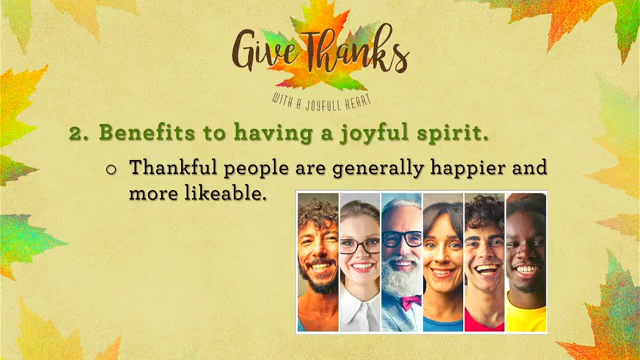 Give Thanks
WITH A JOYFULL HEART
2. Benefits to having a joyful spirit.
o Thankful people are generally happier and
more likeable.